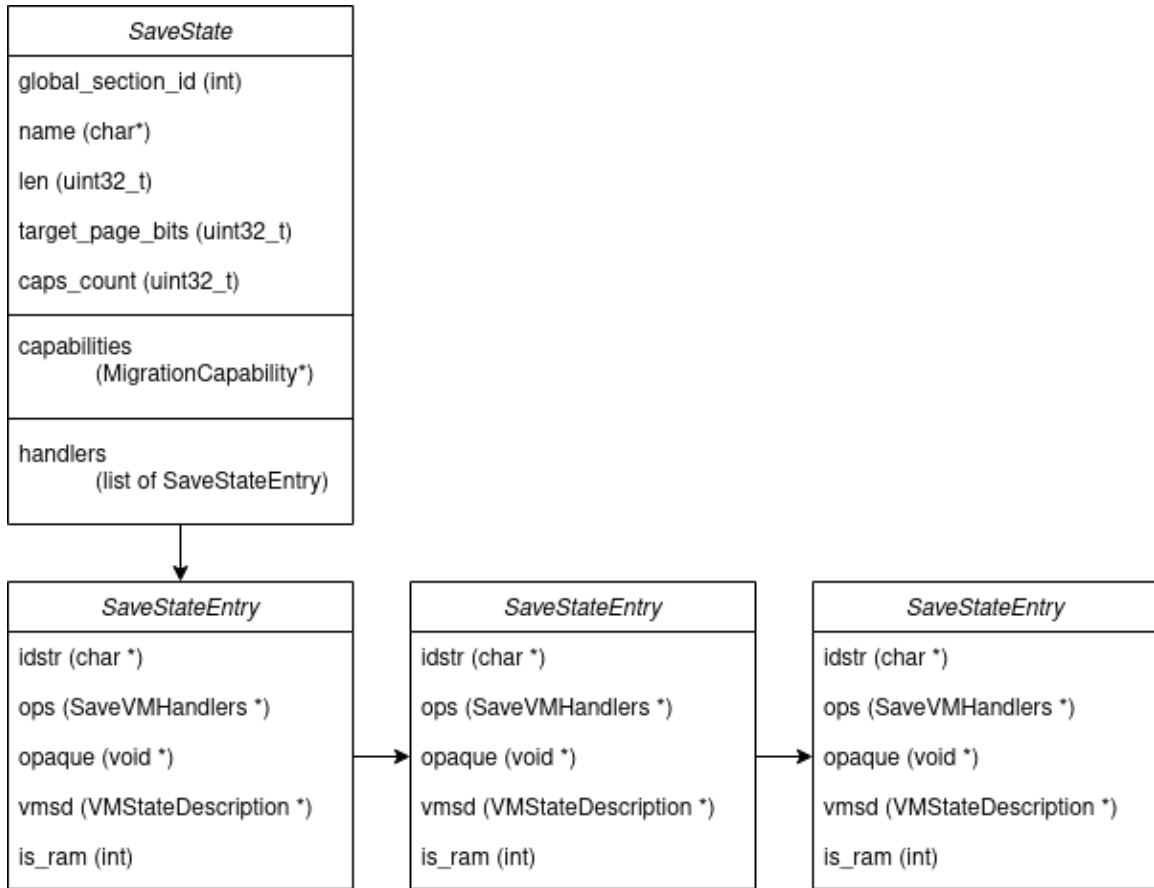 SaveState
global_section_id (int)
name (char*)
len (uint32_t)
target_page_bits (uint32_t)
caps_count (uint32_t)
capabilities
(MigrationCapability*)
handlers
(list of SaveStateEntry)
SaveStateEntry
idstr (char *)
ops (SaveVMHandlers *)
opaque (void *)
vmsd (VMStateDescription *)
is_ram (int)
SaveStateEntry
idstr (char *)
ops (SaveVMHandlers *)
opaque (void *)
vmsd (VMStateDescription *)
is_ram (int)
SaveStateEntry
idstr (char *)
ops (SaveVMHandlers *)
opaque (void *)
vmsd (VMStateDescription *)
is_ram (int)